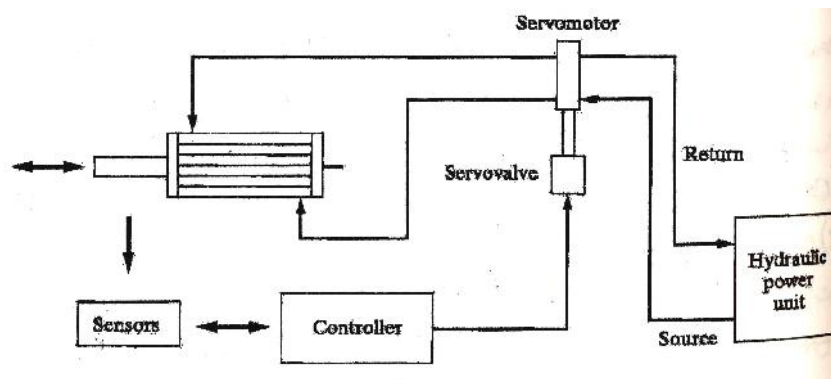 Servomotor
Servovalve
Return
Hydraulic
power
unit
Sensors
Controller
Source